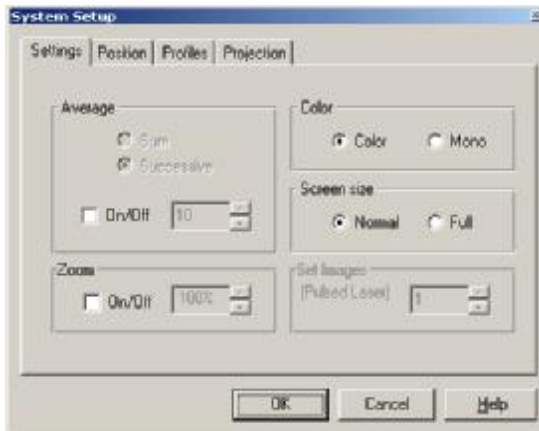 System Setup
Settings Position Profiles Projection
Average
Sum
Successive
On/Off 10
Zoom
On/Off 100%
Color
Color Mono
Screen size
Normal Full
Set Images
(Pulsed Laser) 1
OK Cancel Help